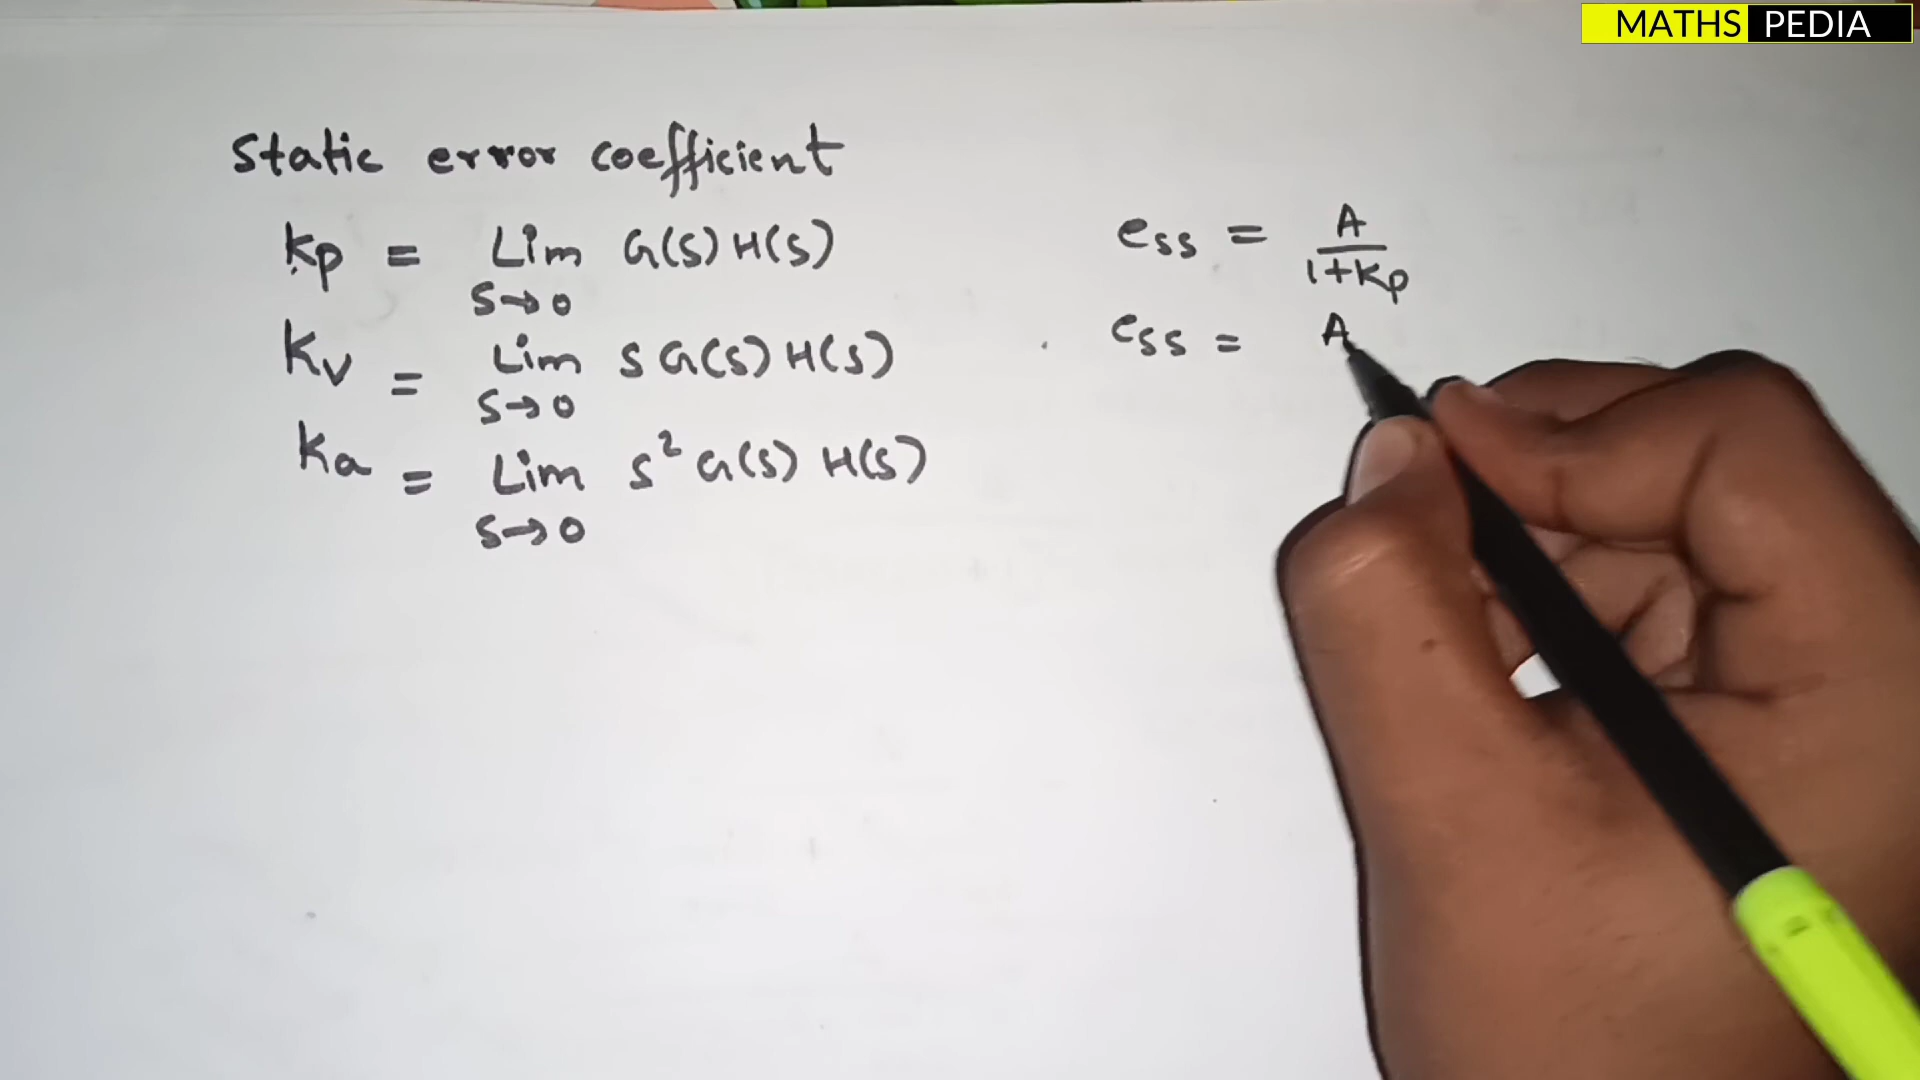 MATHS PEDIA
Static error coefficient
Kp = Lim G(S) H(S)
S→0
Kv = Lim S G(S) H(S)
S→0
Ka = Lim S² G(S) H(S)
S→0
ess = A / 1+Kp
ess = A